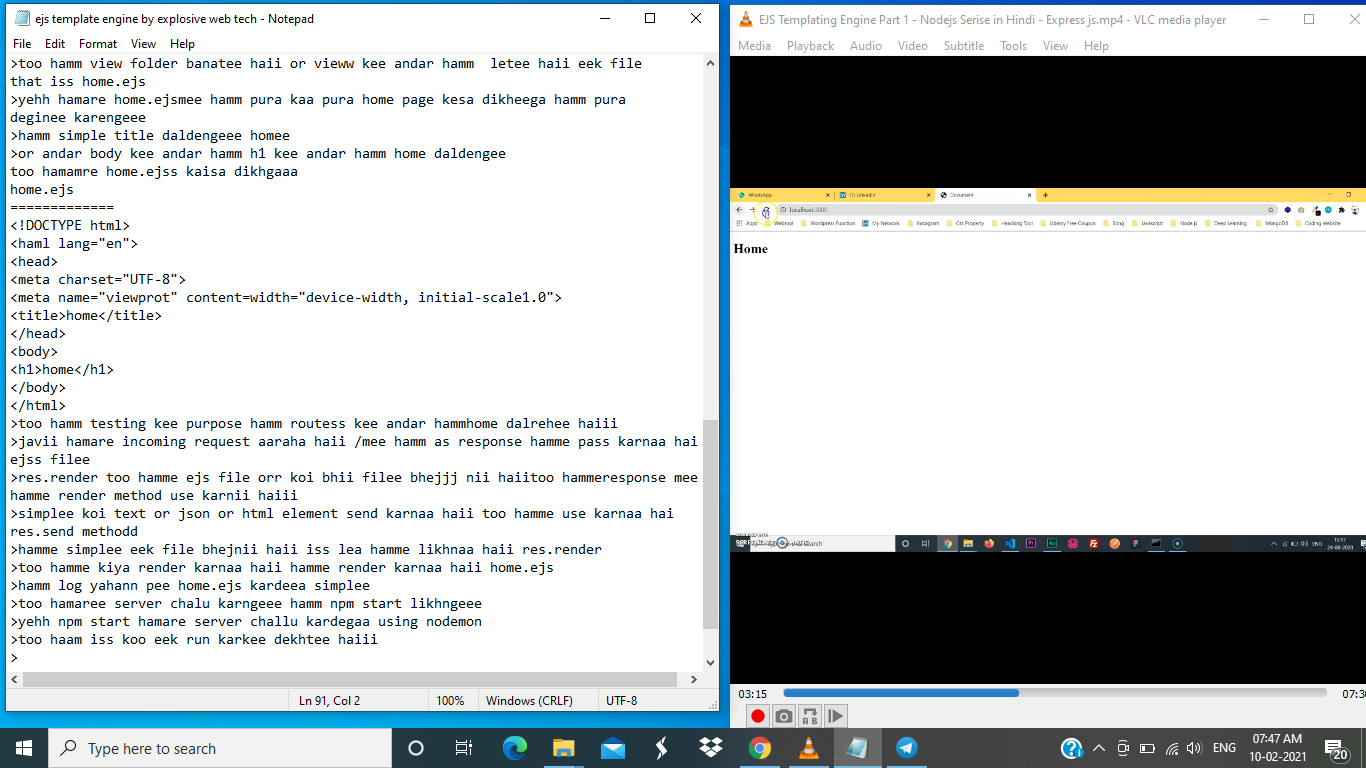 ejs template engine by explosive web tech - Notepad
File Edit Format View Help
>too hamm view folder banatee haii or vieww kee andar hamm  letee haii eek file
that iss home.ejs
>yehh hamare home.ejsmee hamm pura kaa pura home page kesa dikheega hamm pura
deginee karengeee
>hamm simple title daldengeee homee
>or andar body kee andar hamm h1 kee andar hamm home daldengee
too hamamre home.ejss kaisa dikhgaaa
home.ejs
=============
<!DOCTYPE html>
<haml lang="en">
<head>
<meta charset="UTF-8">
<meta name="viewprot" content=width="device-width, initial-scale1.0">
<title>home</title>
</head>
<body>
<h1>home</h1>
</body>
</html>
>too hamm testing kee purpose hamm routess kee andar hammhome dalrehee haiii
>javii hamare incoming request aaraha haii /mee hamm as response hamme pass karnaa hai
ejss filee
>res.render too hamme ejs file orr koi bhii filee bhejjj nii haiitoo hammeresponse mee
hamme render method use karnii haiii
>simplee koi text or json or html element send karnaa haii too hamme use karnaa hai
res.send methodd
>hamme simplee eek file bhejnii haii iss lea hamme likhnaa haii res.render
>too hamme kiya render karnaa haii hamme render karnaa haii home.ejs
>hamm log yahann pee home.ejs kardeea simplee
>too hamaree server chalu karngeee hamm npm start likhngeee
>yehh npm start hamare server challu kardegaa using nodemon
>too haam iss koo eek run karkee dekhtee haiii
>
Ln 91, Col 2 100% Windows (CRLF) UTF-8
EJS Templating Engine Part 1 - Nodejs Serise in Hindi - Express js.mp4 - VLC media player
Media Playback Audio Video Subtitle Tools View Help
WhatsApp (1) LinkedIn Document
localhost:3000
Apps Webtool Wordpress Function My Network Instagram Css Property Heacking Tool Udemy Free Coupon Song Javascript Node js Deep Learning MongoDB Coding Website
Home
15:17
ENG
24-08-2020
03:15 07:3
Type here to search
ENG
07:47 AM
10-02-2021
20